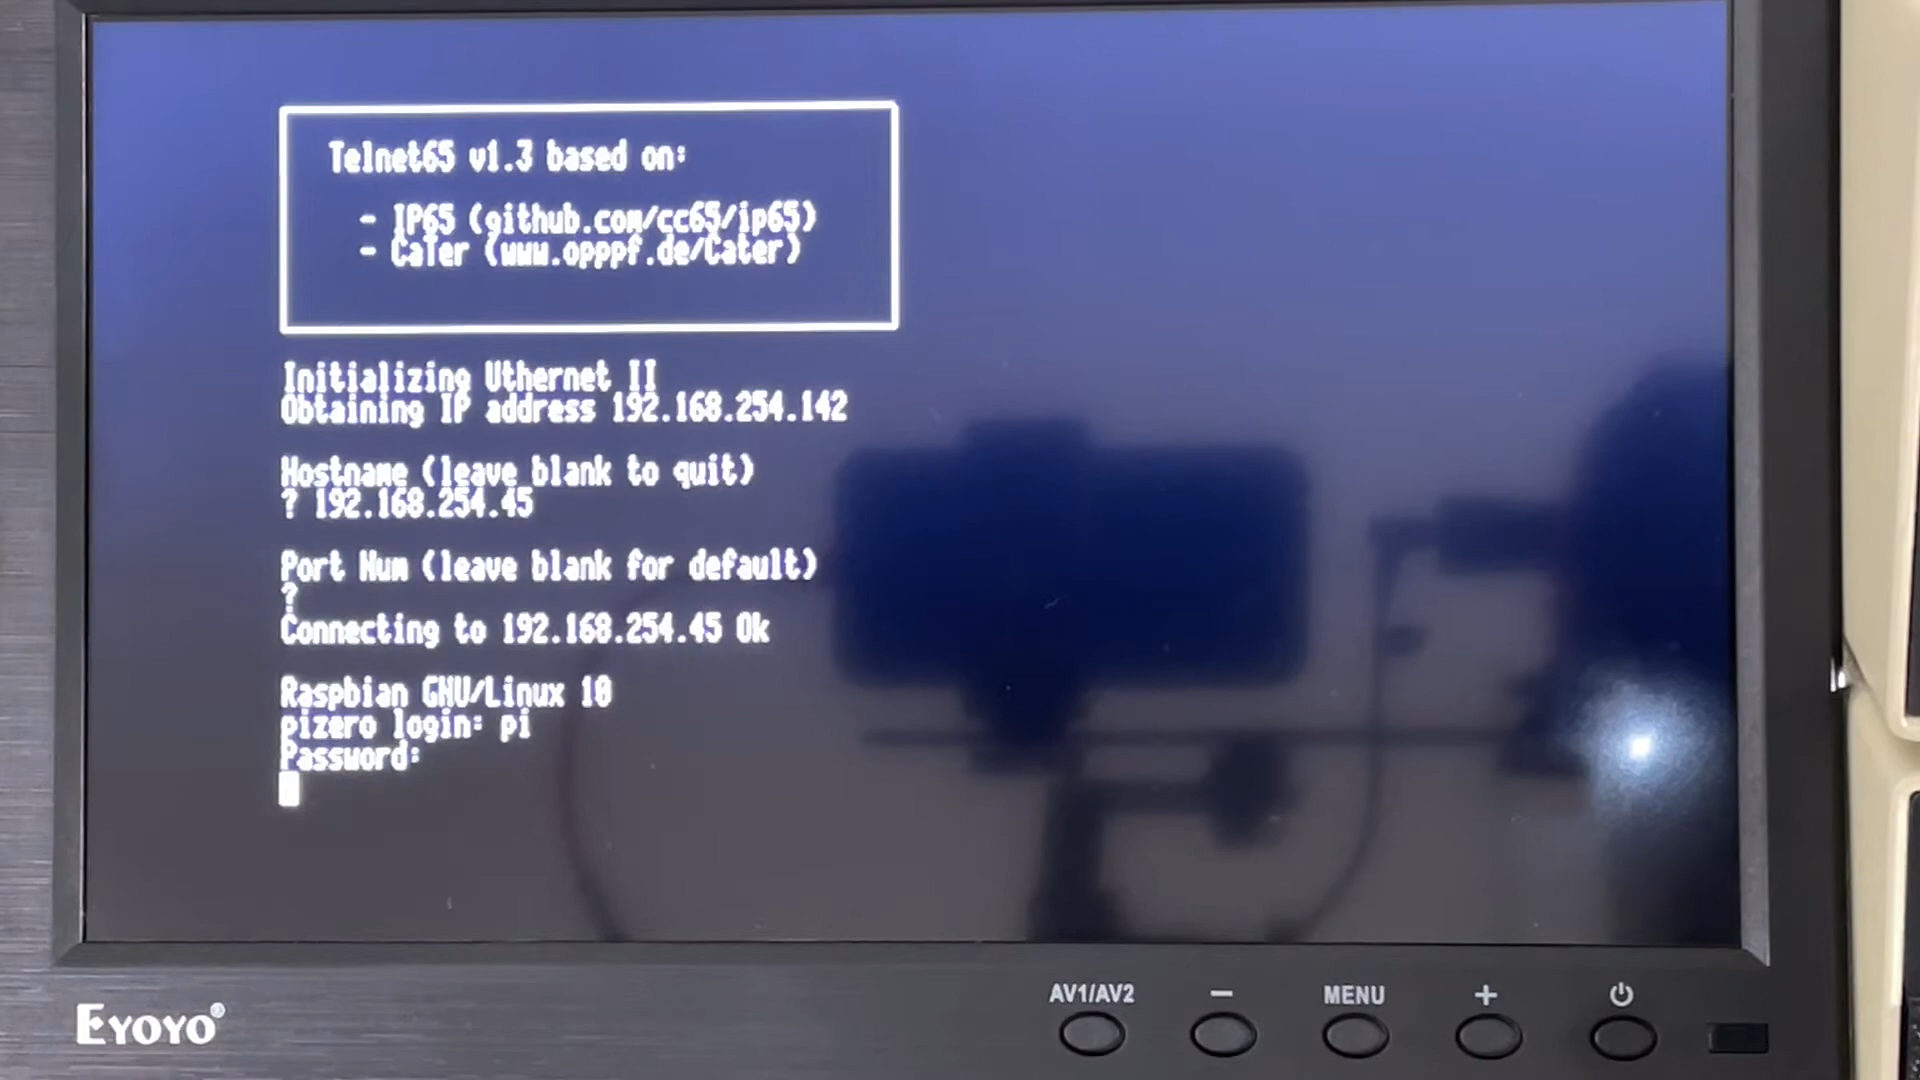 Telnet65 v1.3 based on:
- IP65 (github.com/cc65/ip65)
- Cater (www.opppf.de/Cater)
Initializing Uthernet II
Obtaining IP address 192.168.254.142
Hostname (leave blank to quit)
? 192.168.254.45
Port Num (leave blank for default)
?
Connecting to 192.168.254.45 Ok
Raspbian GNU/Linux 10
pizero login: pi
Password:
AV1/AV2 − MENU +
EYOYO®